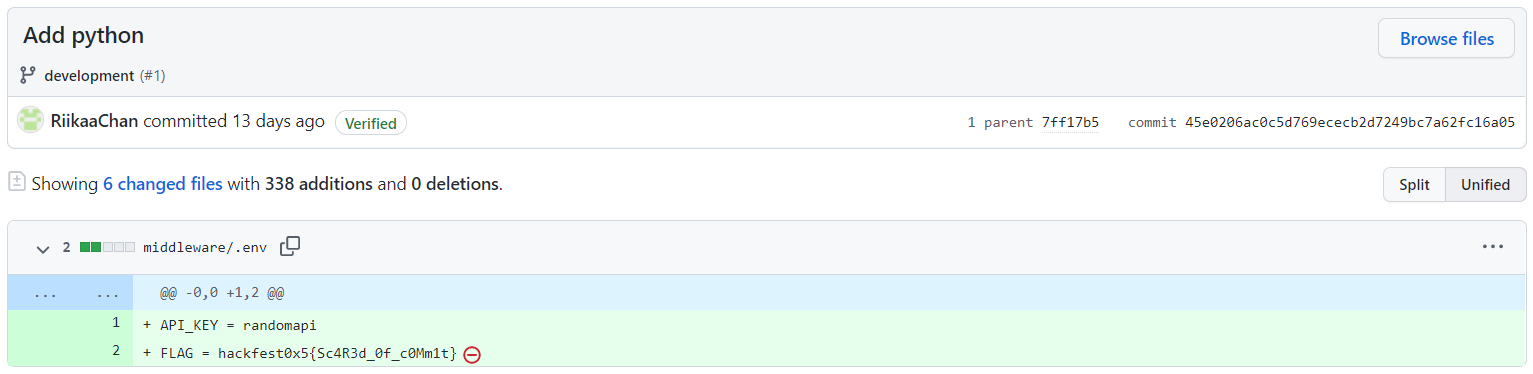 Add python
Browse files
development (#1)
RiikaaChan committed 13 days ago Verified
1 parent 7ff17b5 commit 45e0206ac0c5d769ececb2d7249bc7a62fc16a05
Showing 6 changed files with 338 additions and 0 deletions.
Split Unified
2 middleware/.env ...
... ... @@ -0,0 +1,2 @@
1 + API_KEY = randomapi
2 + FLAG = hackfest0x5{Sc4R3d_0f_c0Mm1t}